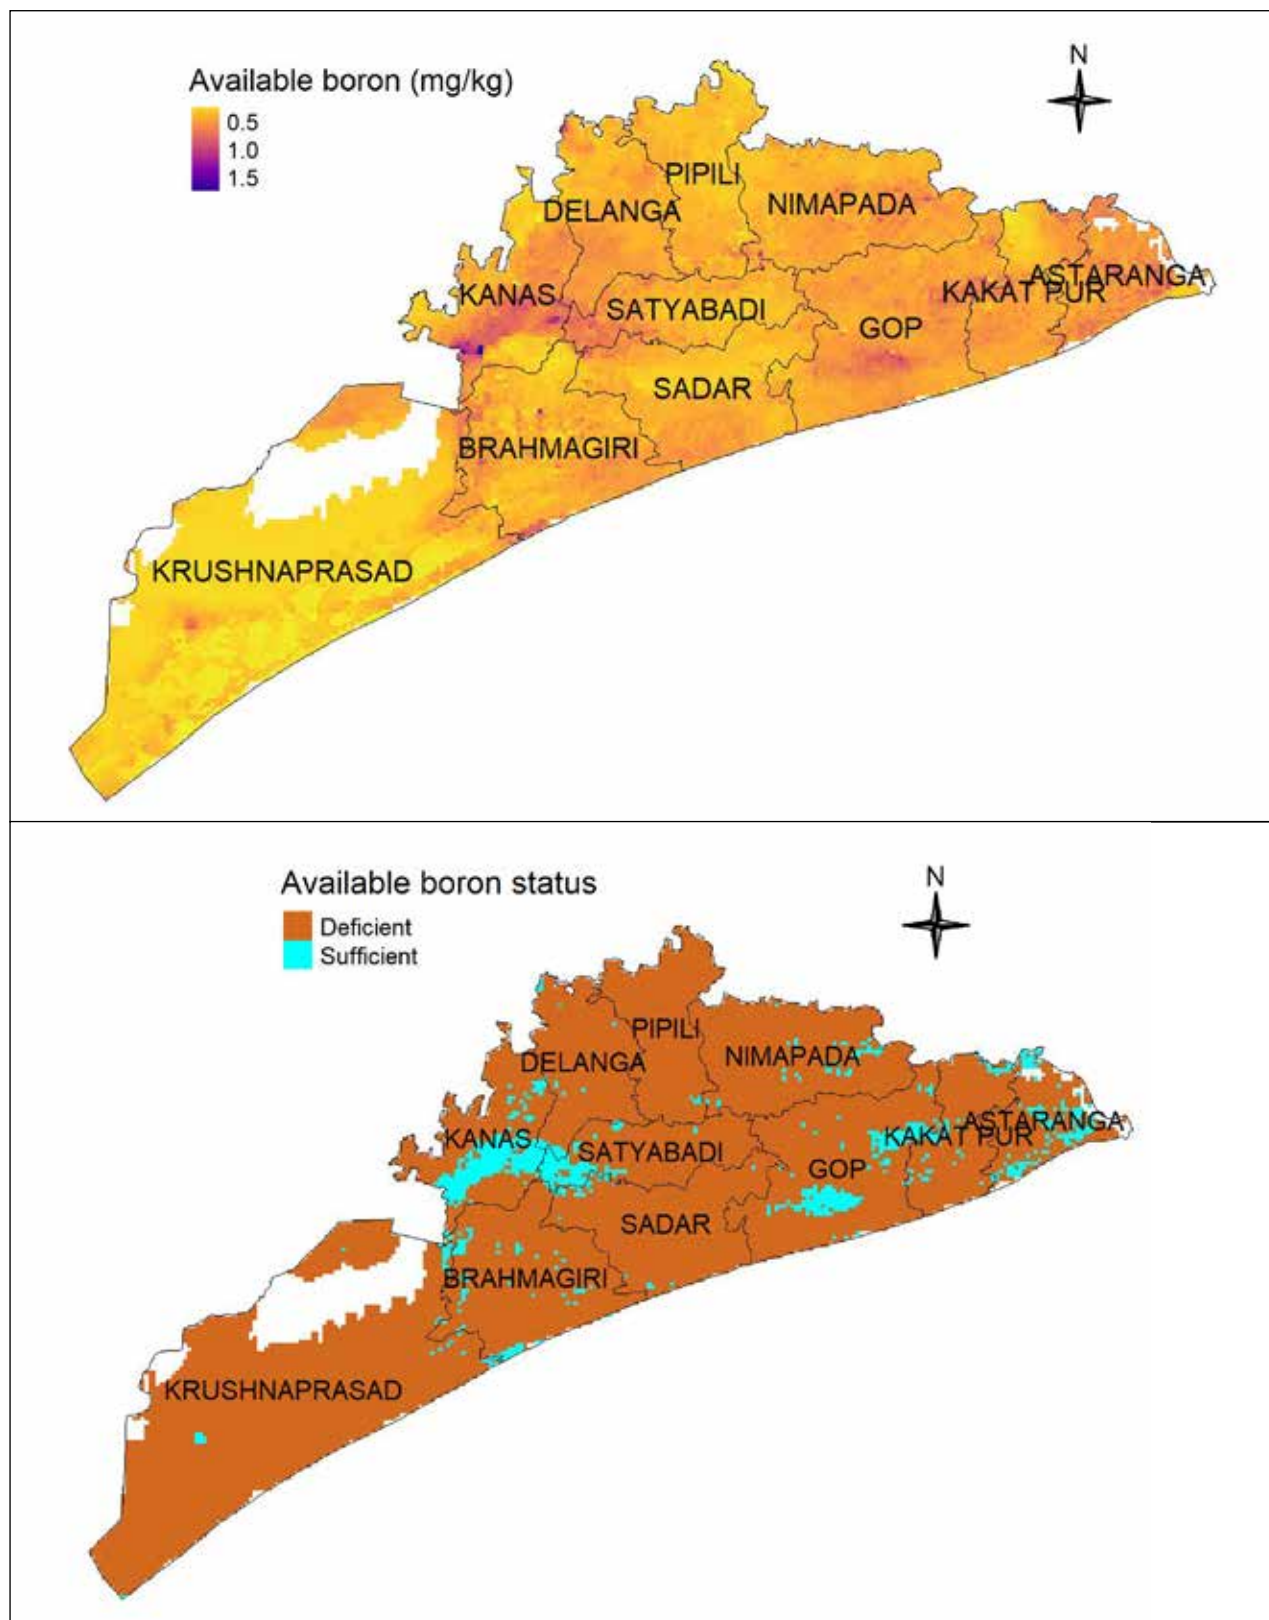 N
Available boron (mg/kg)
0.5
1.0
1.5
PIPILI
DELANGA
NIMAPADA
ASTARANGA
KANAS
KAKAT PUR
SATYABADI
GOP
SADAR
BRAHMAGIRI
KRUSHNAPRASAD
N
Available boron status
Deficient
Sufficient
PIPILI
DELANGA
NIMAPADA
ASTARANGA
KANAS
KAKAT PUR
SATYABADI
GOP
SADAR
BRAHMAGIRI
KRUSHNAPRASAD